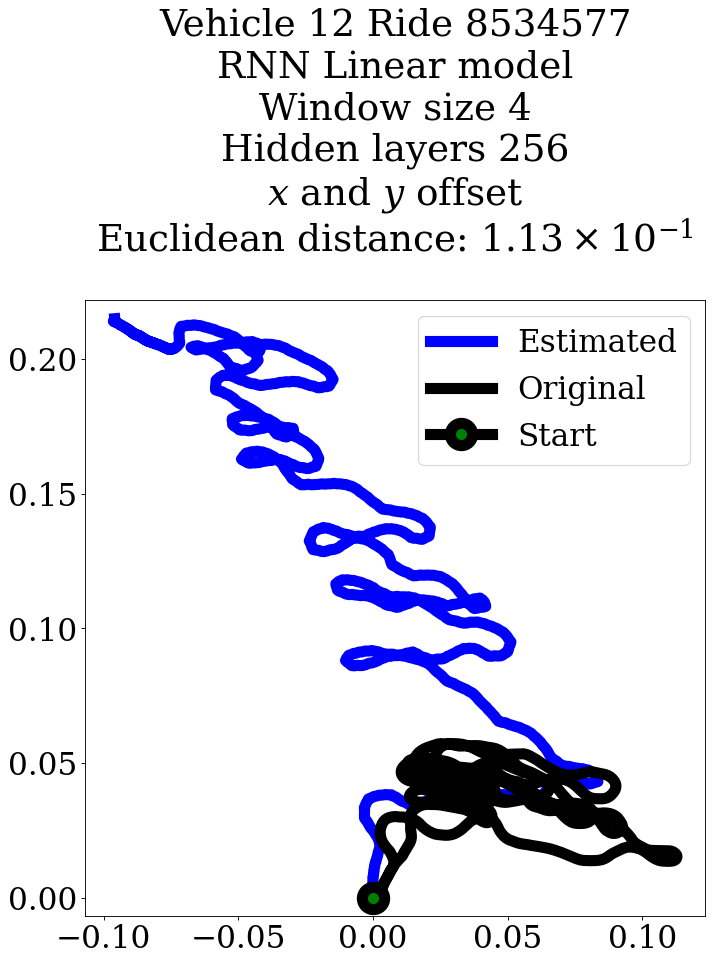 Vehicle 12 Ride 8534577
RNN Linear model
Window size 4
Hidden layers 256
x and y offset
Euclidean distance: 1.13 × 10⁻¹
Estimated
Original
Start
0.20
0.15
0.10
0.05
0.00
−0.10 −0.05 0.00 0.05 0.10